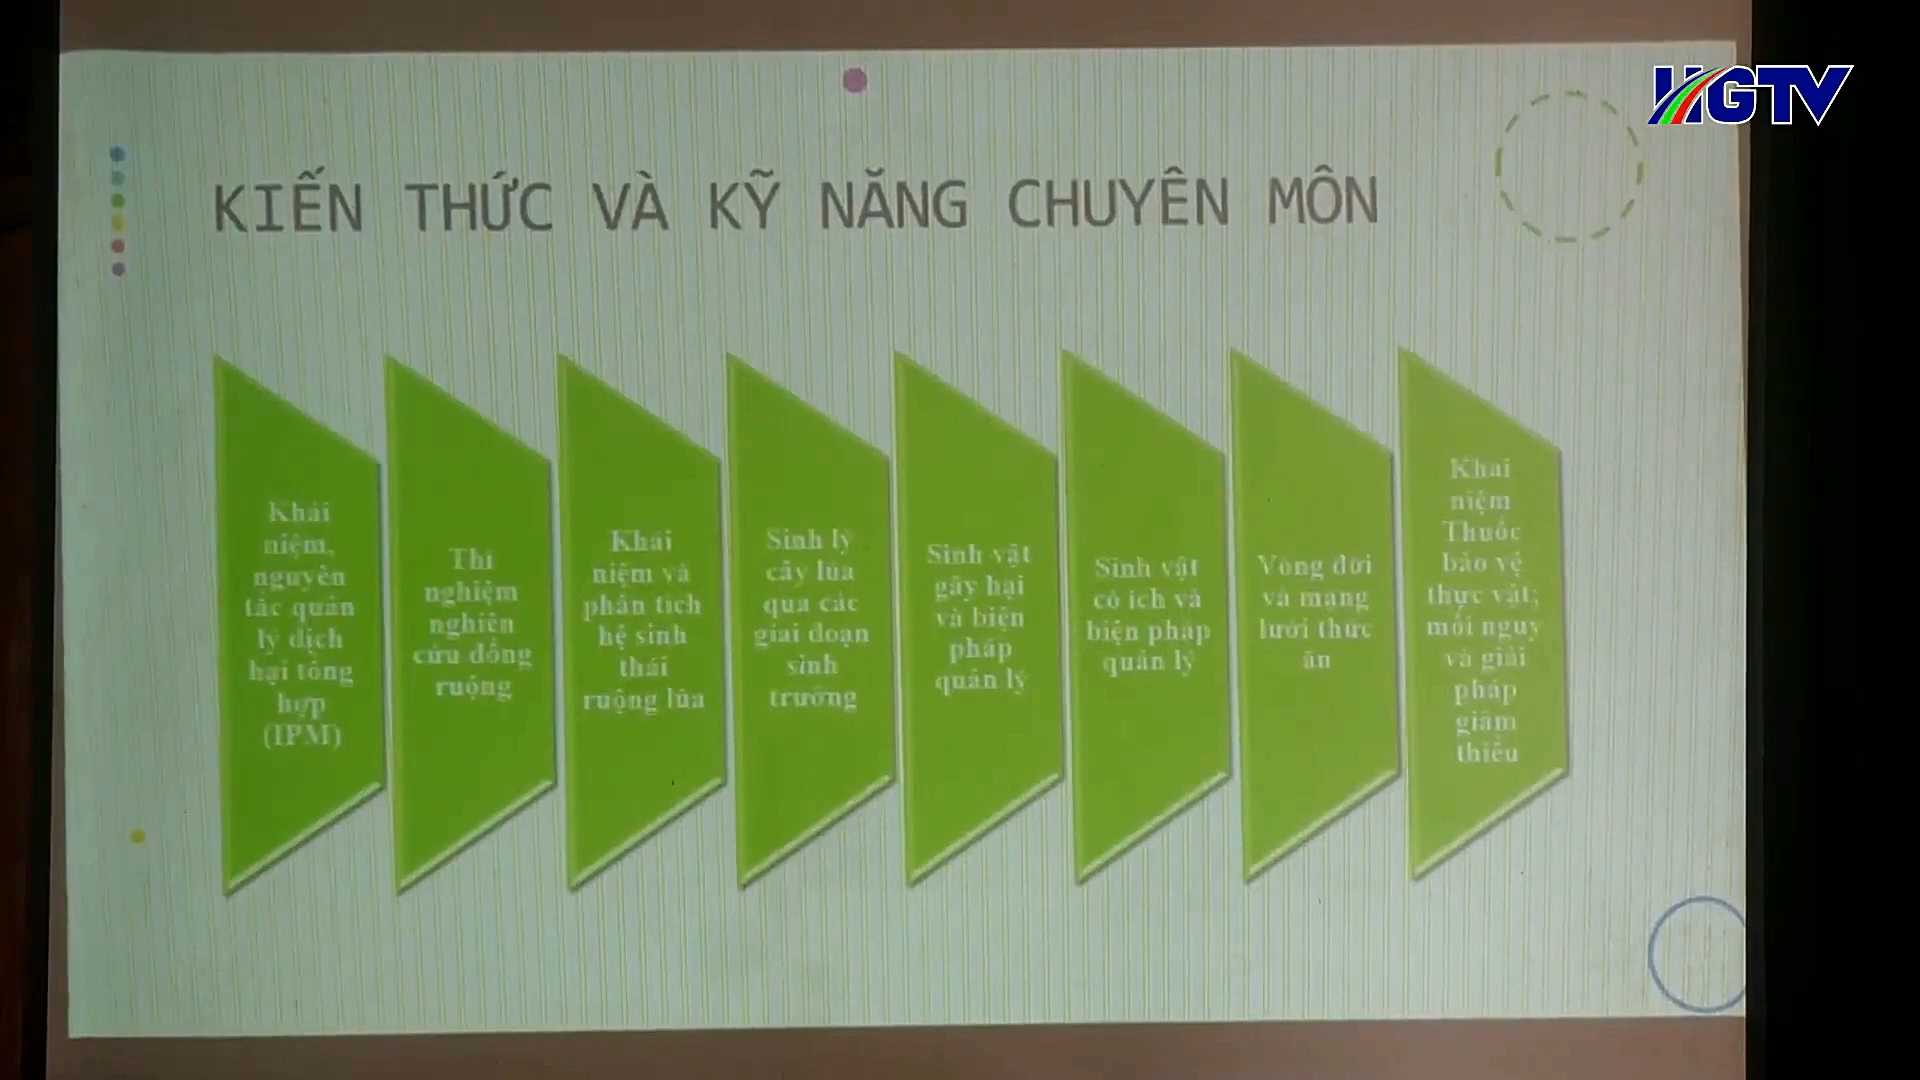 HGTV
KIẾN THỨC VÀ KỸ NĂNG CHUYÊN MÔN
Khái
niệm,
nguyên
tắc quản
lý dịch
hại tổng
hợp
(IPM)
Thí
nghiệm
nghiên
cứu đồng
ruộng
Khái
niệm và
phân tích
hệ sinh
thái
ruộng lúa
Sinh lý
cây lúa
qua các
giai đoạn
sinh
trưởng
Sinh vật
gây hại
và biện
pháp
quản lý
Sinh vật
có ích và
biện pháp
quản lý
Vòng đời
và mạng
lưới thức
ăn
Khái
niệm
Thuốc
bảo vệ
thực vật;
mối nguy
và giải
pháp
giảm
thiểu